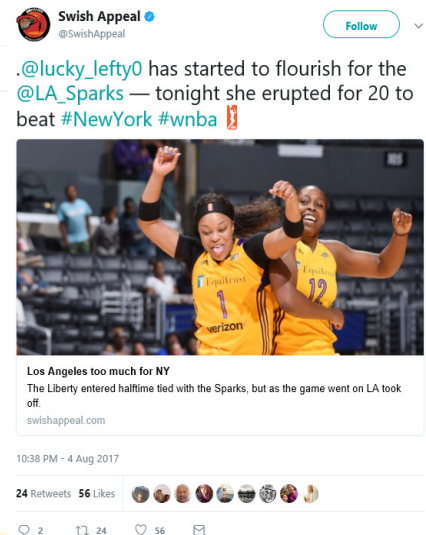 Swish Appeal
@SwishAppeal
Follow
.@lucky_lefty0 has started to flourish for the
@LA_Sparks — tonight she erupted for 20 to
beat #NewYork #wnba
EquiTrust
1
verizon
EquiTrust
12
Los Angeles too much for NY
The Liberty entered halftime tied with the Sparks, but as the game went on LA took
off.
swishappeal.com
10:38 PM - 4 Aug 2017
24 Retweets 56 Likes
2 24 56